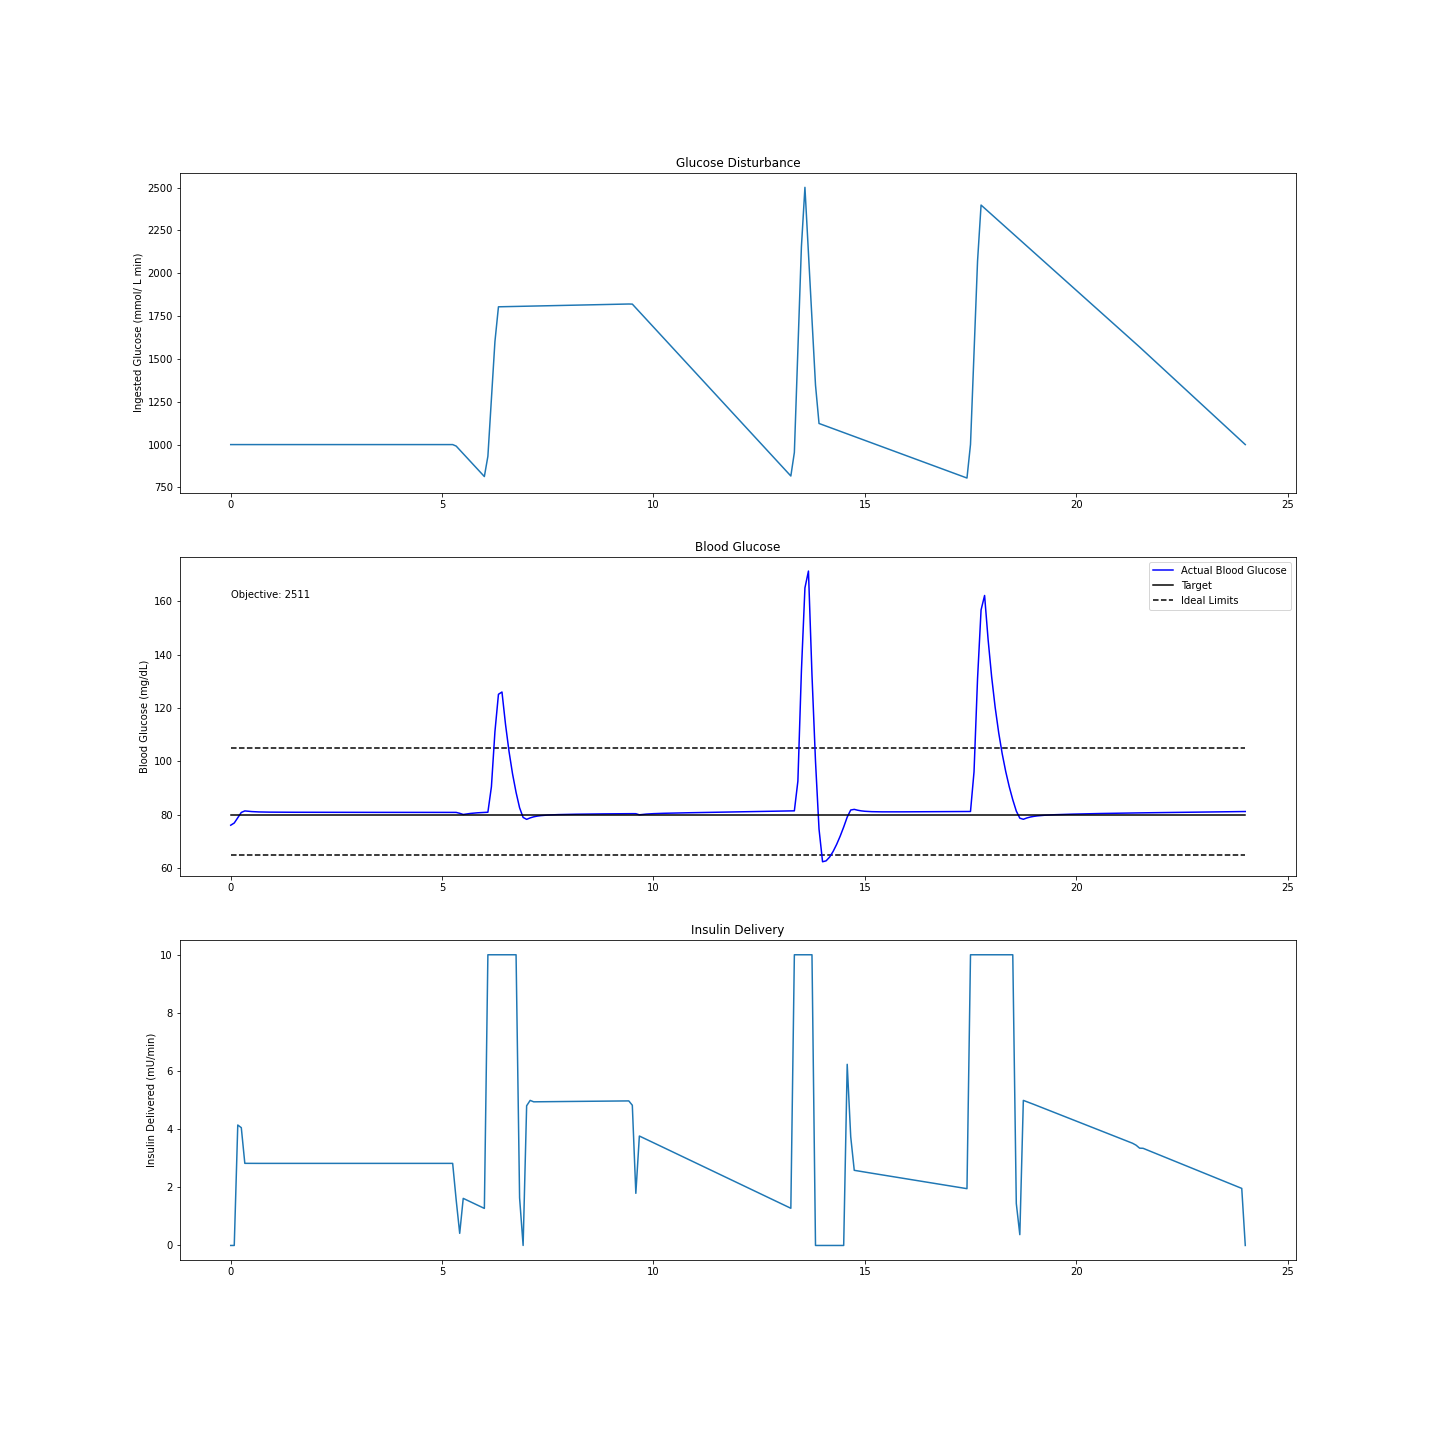 Glucose Disturbance
Ingested Glucose (mmol/ L min)
2500
2250
2000
1750
1500
1250
1000
750
0 5 10 15 20 25
Blood Glucose
Blood Glucose (mg/dL)
Objective: 2511
Actual Blood Glucose
Target
Ideal Limits
160
140
120
100
80
60
0 5 10 15 20 25
Insulin Delivery
Insulin Delivered (mU/min)
10
8
6
4
2
0
0 5 10 15 20 25